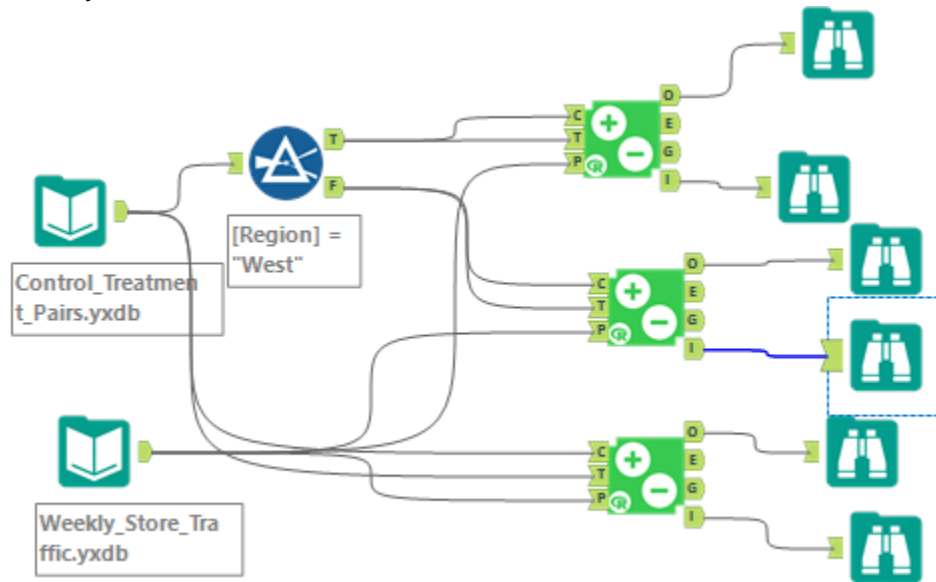 O
C
E
T
T
G
P
I
F
[Region] =
"West"
Control_Treatmen
t_Pairs.yxdb
O
C
E
T
G
P
I
O
C
E
T
G
P
I
Weekly_Store_Tra
ffic.yxdb